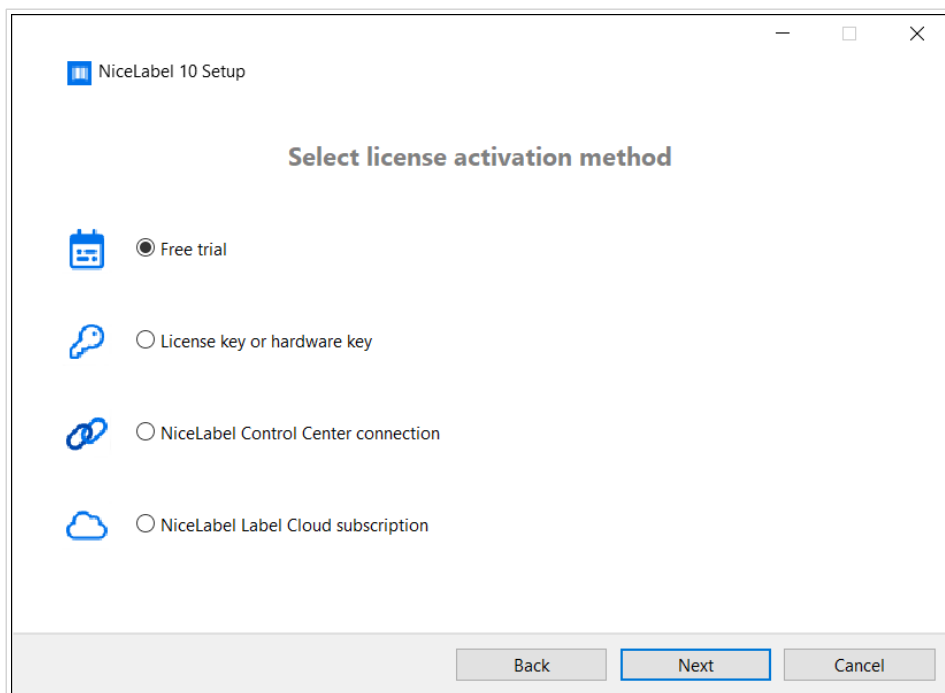 NiceLabel 10 Setup
Select license activation method
Free trial
License key or hardware key
NiceLabel Control Center connection
NiceLabel Label Cloud subscription
Back Next Cancel